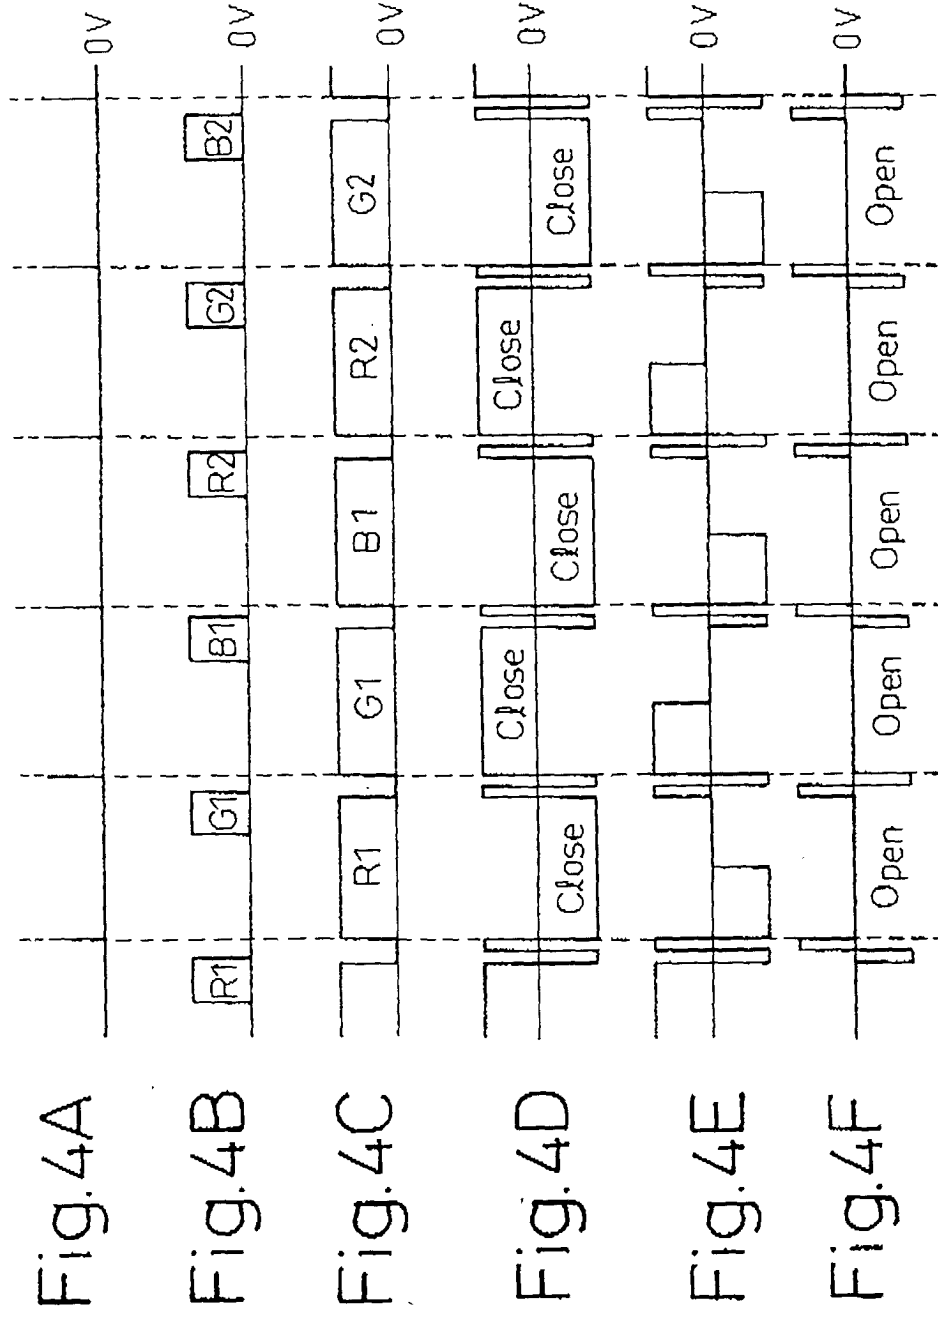 Fig.4A 0V
Fig.4B R1 G1 B1 R2 G2 B2 0V
Fig.4C R1 G1 B1 R2 G2 0V
Fig.4D Close Close Close Close Close 0V
Fig.4E 0V
Fig.4F Open Open Open Open Open 0V